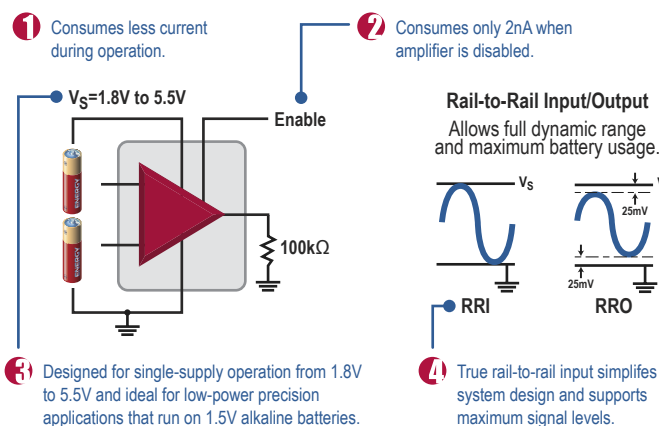 1 Consumes less current
during operation.
2 Consumes only 2nA when
amplifier is disabled.
VS=1.8V to 5.5V
Enable
ENERGY
ENERGY
100kΩ
Rail-to-Rail Input/Output
Allows full dynamic range
and maximum battery usage.
VS
25mV
25mV
RRI
RRO
3 Designed for single-supply operation from 1.8V
to 5.5V and ideal for low-power precision
applications that run on 1.5V alkaline batteries.
4 True rail-to-rail input simplifes
system design and supports
maximum signal levels.